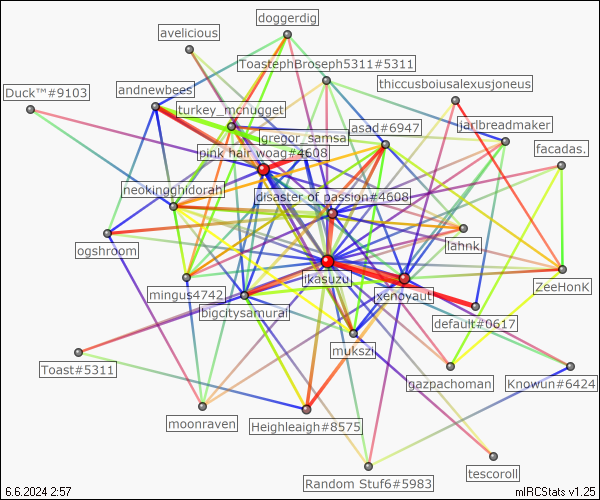 doggerdig
avelicious
ToastephBroseph5311#5311
thiccusboiusalexusjoneus
Duck™#9103
andnewbees
turkey_mcnugget
gregor_samsa
asad#6947
jarlbreadmaker
pink hair woag#4608
facadas.
neokingghidorah
disaster of passion#4608
ogshroom
lahnk.
ikasuzu
xenoyaut
ZeeHonK
mingus4742
bigcitysamurai
default#0617
mukszi
Toast#5311
gazpachoman
Knowun#6424
moonraven
Heighleaigh#8575
tescoroll
Random Stuf6#5983
6.6.2024 2:57
mIRCStats v1.25